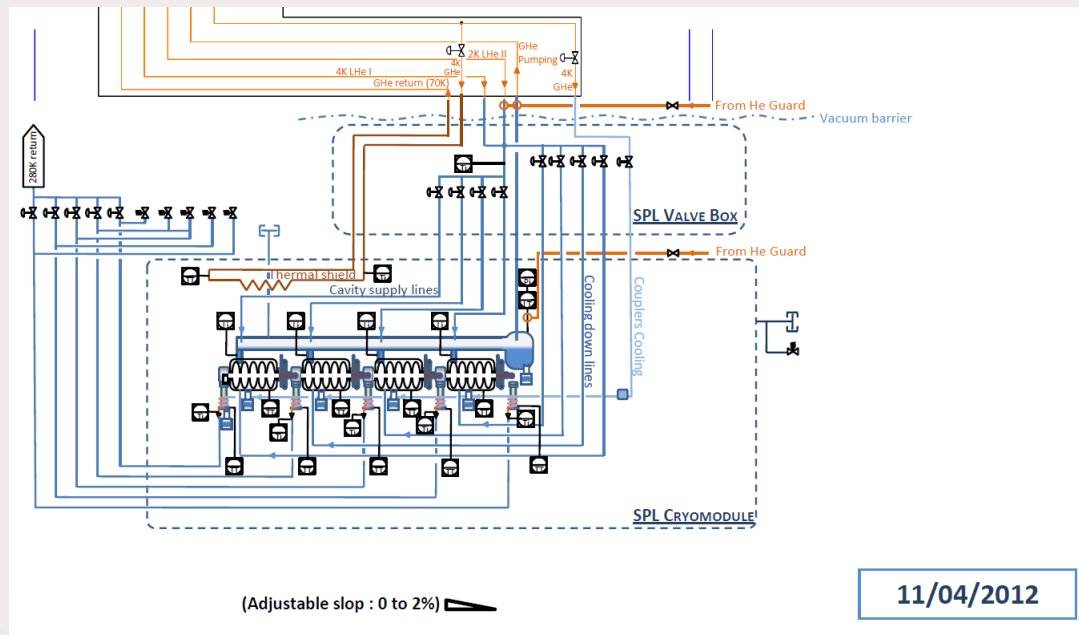 GHe
Pumping
2K LHe II
4k
GHe
4K
GHe
4K LHe I
GHe return (70K)
From He Guard
Vacuum barrier
280K return
SPL VALVE BOX
From He Guard
Thermal shield
Cavity supply lines
Cooling down lines
Couplers Cooling
SPL CRYOMODULE
(Adjustable slop : 0 to 2%)
11/04/2012